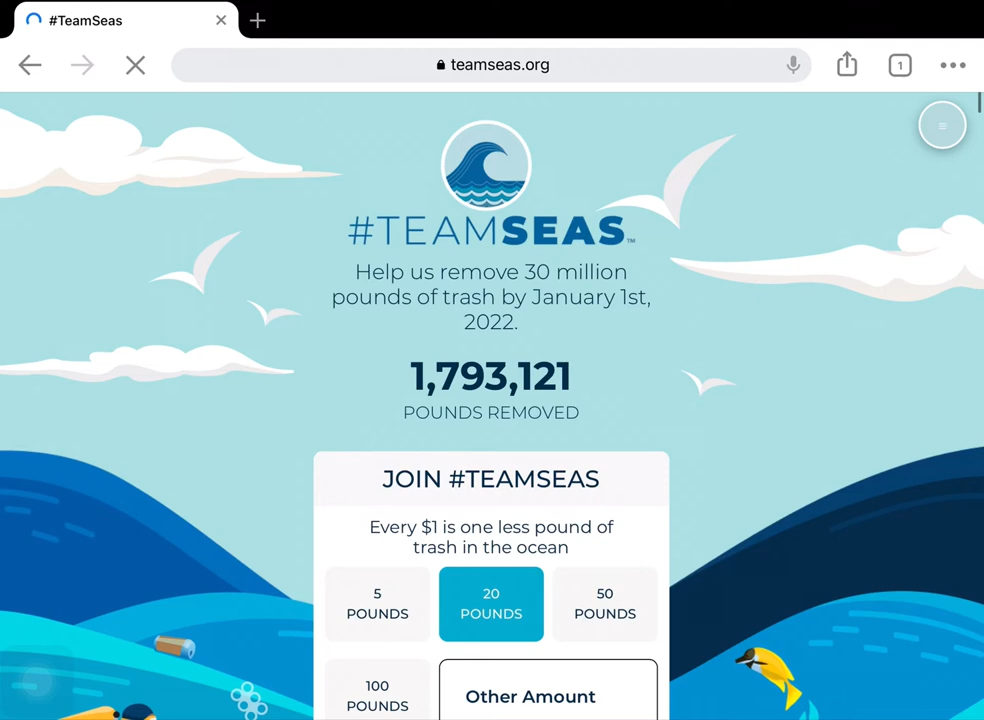 #TeamSeas
teamseas.org
1
#TEAMSEAS™
Help us remove 30 million
pounds of trash by January 1st,
2022.
1,793,121
POUNDS REMOVED
JOIN #TEAMSEAS
Every $1 is one less pound of
trash in the ocean
5
POUNDS
20
POUNDS
50
POUNDS
100
POUNDS
Other Amount